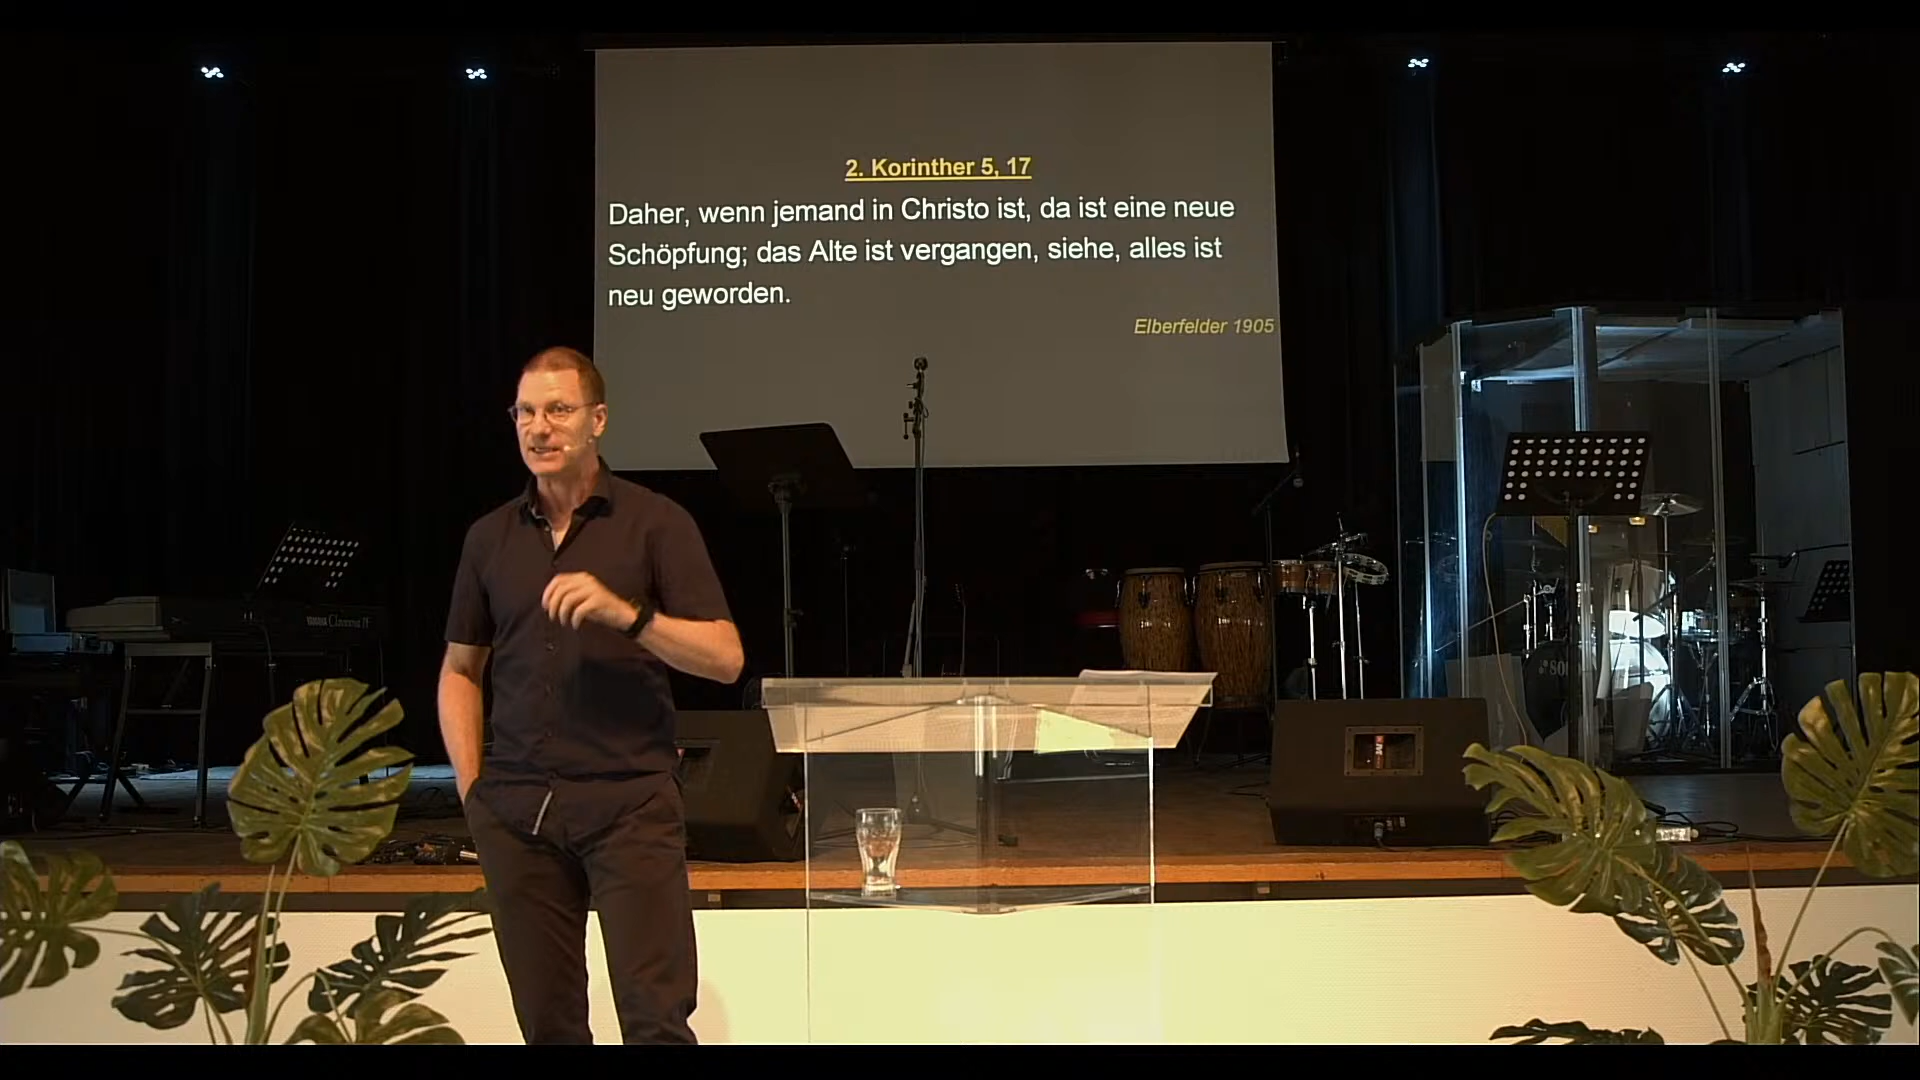 2. Korinther 5, 17
Daher, wenn jemand in Christo ist, da ist eine neue
Schöpfung; das Alte ist vergangen, siehe, alles ist
neu geworden.
Elberfelder 1905
YAMAHA